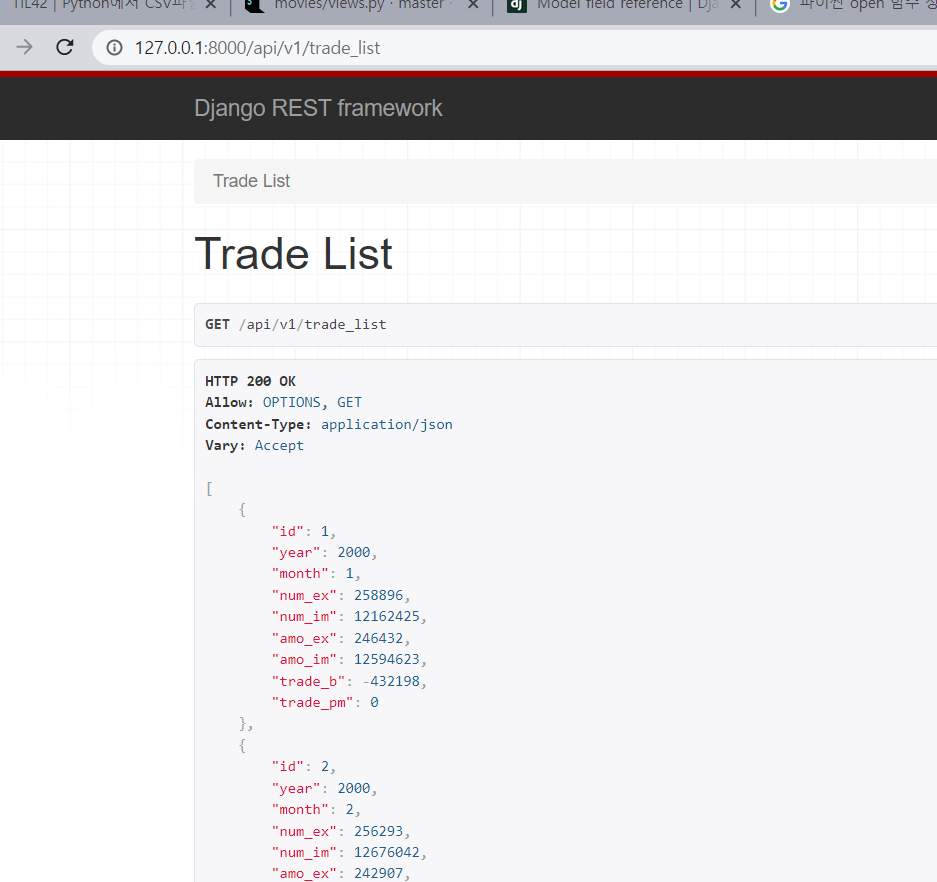 TIL42 | Python에서 CSV파
movies/views.py · master
dj Model field reference | Dja
파이썬 open 함수 정
127.0.0.1:8000/api/v1/trade_list
Django REST framework
Trade List
Trade List
GET /api/v1/trade_list
HTTP 200 OK
Allow: OPTIONS, GET
Content-Type: application/json
Vary: Accept
[
{
"id": 1,
"year": 2000,
"month": 1,
"num_ex": 258896,
"num_im": 12162425,
"amo_ex": 246432,
"amo_im": 12594623,
"trade_b": -432198,
"trade_pm": 0
},
{
"id": 2,
"year": 2000,
"month": 2,
"num_ex": 256293,
"num_im": 12676042,
"amo_ex": 242907,